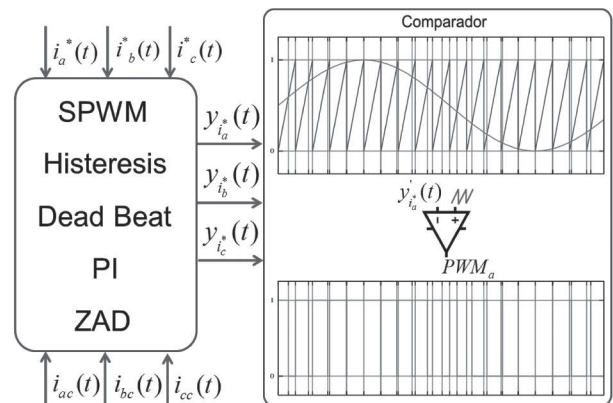 i_a^*(t) i_b^*(t) i_c^*(t)
SPWM
Histeresis
Dead Beat
PI
ZAD
i_ac(t) i_bc(t) i_cc(t)
y_{i_a^*}(t)
y_{i_b^*}(t)
y_{i_c^*}(t)
Comparador
1
0
y'_{i_a^*}(t)
- +
PWM_a
1
0